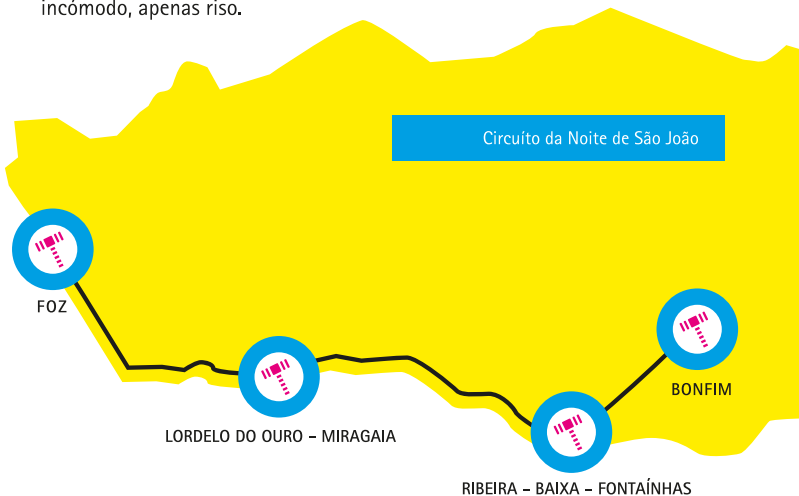 incómodo, apenas riso.
Circuíto da Noite de São João
FOZ
BONFIM
LORDELO DO OURO – MIRAGAIA
RIBEIRA – BAIXA – FONTAÍNHAS